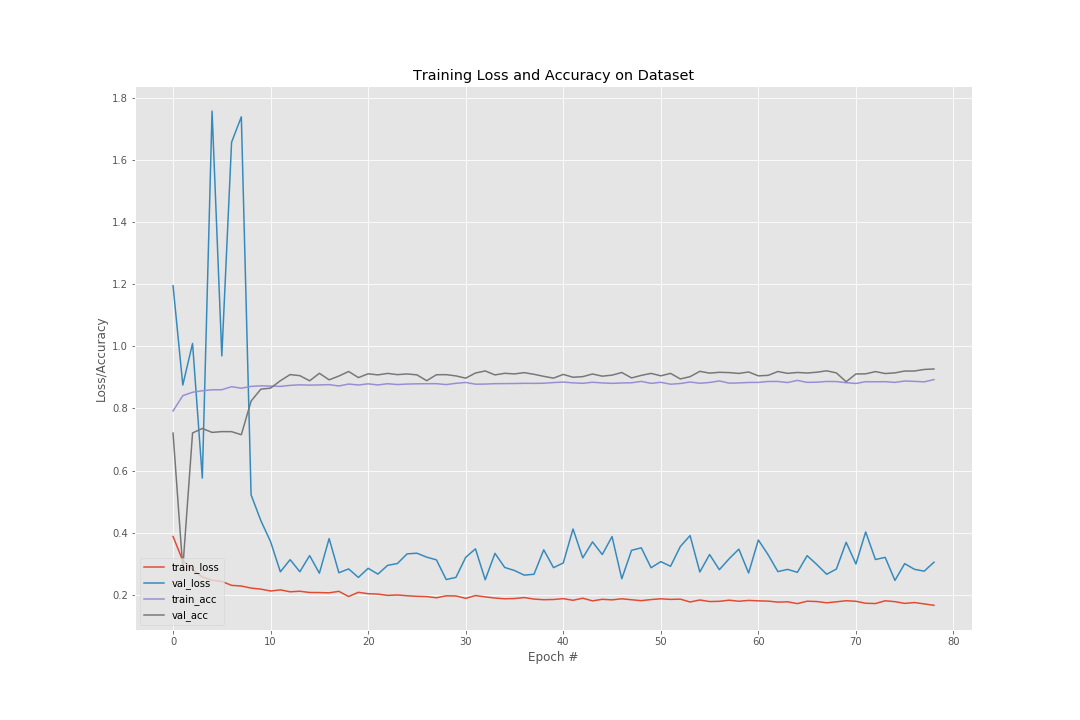 Training Loss and Accuracy on Dataset
1.8
1.6
1.4
1.2
1.0
0.8
0.6
0.4
0.2
Loss/Accuracy
train_loss
val_loss
train_acc
val_acc
0 10 20 30 40 50 60 70 80
Epoch #